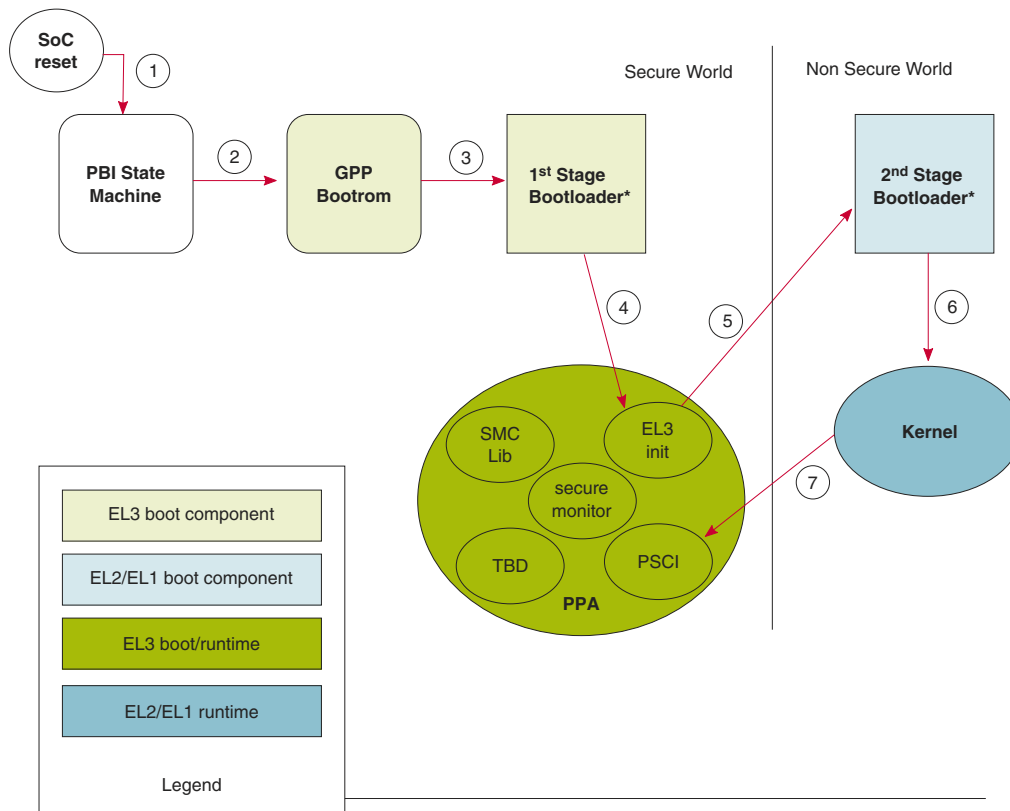 SoC
reset
1
Secure World
Non Secure World
PBI State
Machine
2
GPP
Bootrom
3
1st Stage
Bootloader*
2nd Stage
Bootloader*
4
5
6
SMC
Lib
EL3
init
secure
monitor
TBD
PSCI
PPA
Kernel
7
EL3 boot component
EL2/EL1 boot component
EL3 boot/runtime
EL2/EL1 runtime
Legend